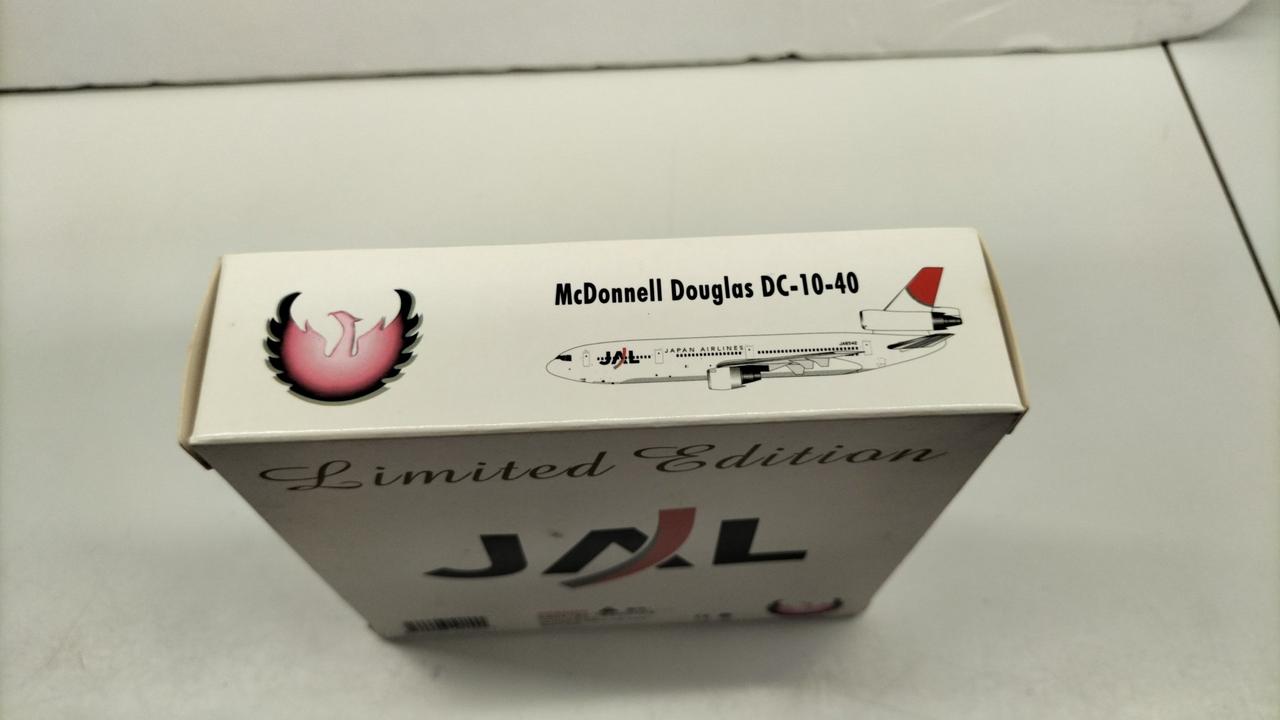 McDonnell Douglas DC-10-40
JAL JAPAN AIRLINES
Limited Edition
JAL